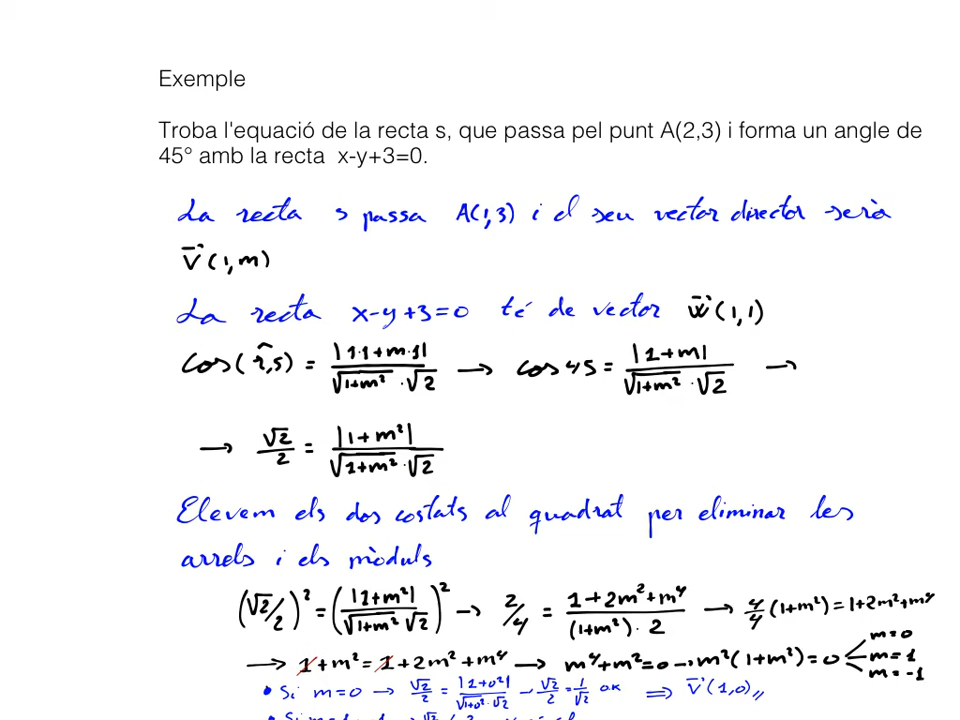 Exemple
Troba l'equació de la recta s, que passa pel punt A(2,3) i forma un angle de
45° amb la recta x-y+3=0.
La recta s passa A(1,3) i el seu vector director serà
v⃗(1,m)
La recta x-y+3=0 té de vector w⃗(1,1)
cos(r̂,s) = |1·1+m·1| / √(1+m²)·√2 → cos 45 = |1+m| / √(1+m²)·√2 →
→ √2/2 = |1+m²| / √(1+m²)·√2
Elevem els dos costats al quadrat per eliminar les
arrels i els mòduls
(√2/2)² = (|1+m²| / √(1+m²) √2)² → 2/4 = (1+2m²+m⁴) / (1+m²)·2 → 4/4 (1+m²) = 1+2m²+m⁴
→ 1+m² = 1+2m²+m⁴ → m⁴+m²=0 → m²(1+m²)=0 m=0 m=1 m=-1
• Si m=0 → √2/2 = |1+0²| / √(1+0²)·√2 → √2/2 = 1/√2 ok ⇒ v⃗(1,0)